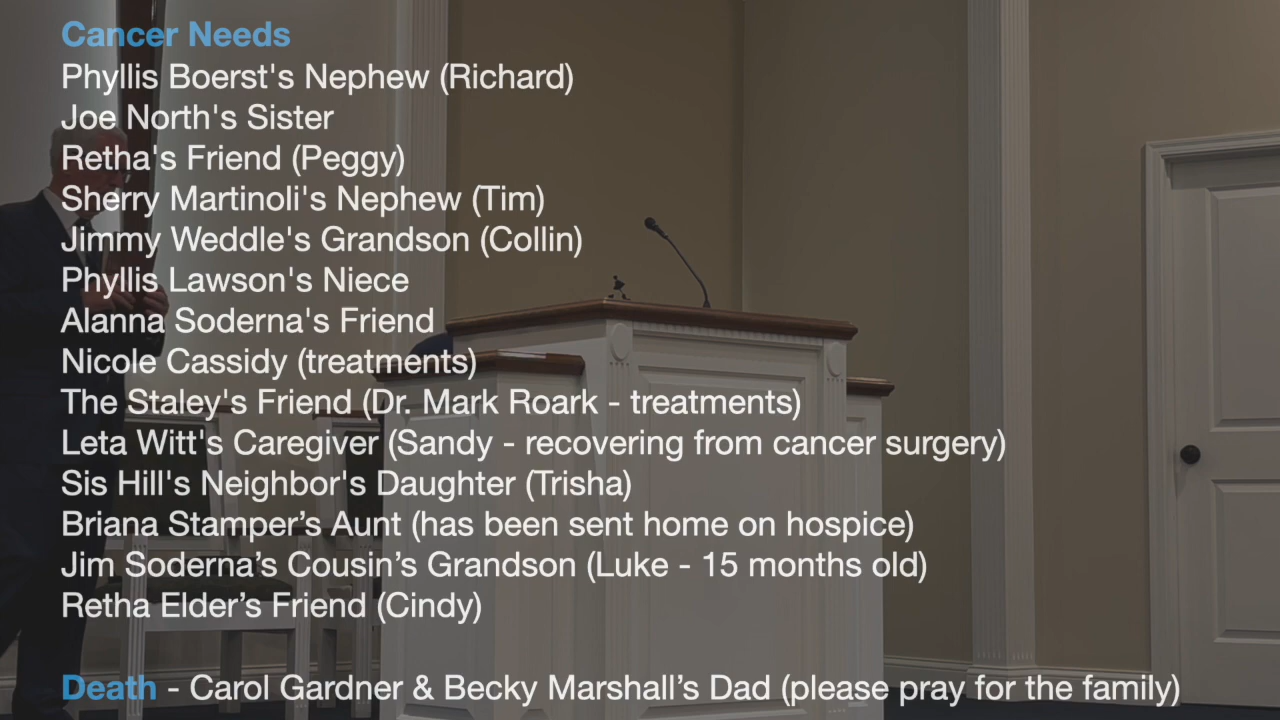 Cancer Needs
Phyllis Boerst's Nephew (Richard)
Joe North's Sister
Retha's Friend (Peggy)
Sherry Martinoli's Nephew (Tim)
Jimmy Weddle's Grandson (Collin)
Phyllis Lawson's Niece
Alanna Soderna's Friend
Nicole Cassidy (treatments)
The Staley's Friend (Dr. Mark Roark - treatments)
Leta Witt's Caregiver (Sandy - recovering from cancer surgery)
Sis Hill's Neighbor's Daughter (Trisha)
Briana Stamper’s Aunt (has been sent home on hospice)
Jim Soderna’s Cousin’s Grandson (Luke - 15 months old)
Retha Elder’s Friend (Cindy)
Death - Carol Gardner & Becky Marshall’s Dad (please pray for the family)